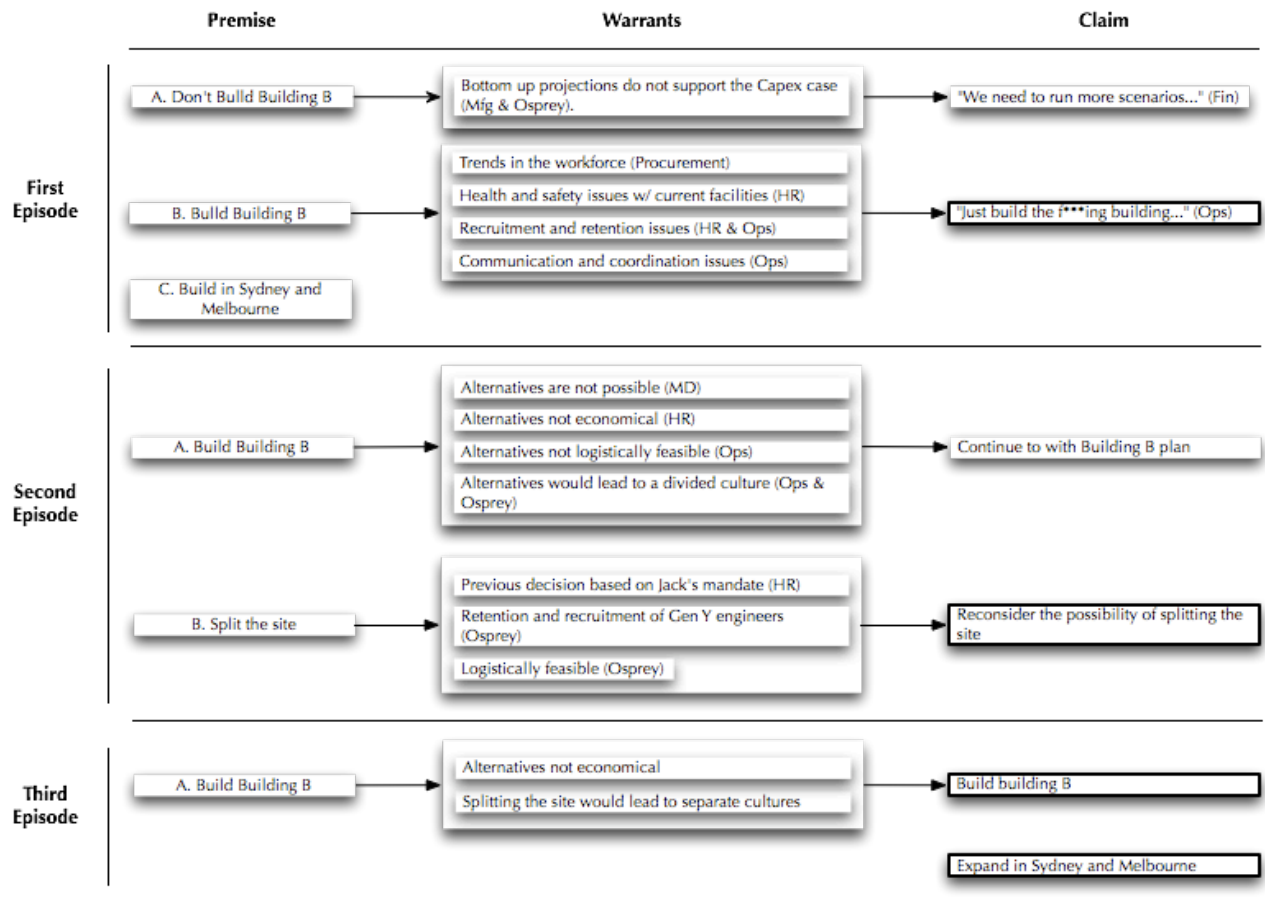 Premise
Warrants
Claim
First
Episode
A. Don't Build Building B
Bottom up projections do not support the Capex case
(Mfg & Osprey).
"We need to run more scenarios..." (Fin)
B. Build Building B
Trends in the workforce (Procurement)
Health and safety issues w/ current facilities (HR)
Recruitment and retention issues (HR & Ops)
Communication and coordination issues (Ops)
"Just build the f***ing building..." (Ops)
C. Build in Sydney and
Melbourne
Second
Episode
A. Build Building B
Alternatives are not possible (MD)
Alternatives not economical (HR)
Alternatives not logistically feasible (Ops)
Alternatives would lead to a divided culture (Ops &
Osprey)
Continue to with Building B plan
B. Split the site
Previous decision based on Jack's mandate (HR)
Retention and recruitment of Gen Y engineers
(Osprey)
Logistically feasible (Osprey)
Reconsider the possibility of splitting the
site
Third
Episode
A. Build Building B
Alternatives not economical
Splitting the site would lead to separate cultures
Build building B
Expand in Sydney and Melbourne